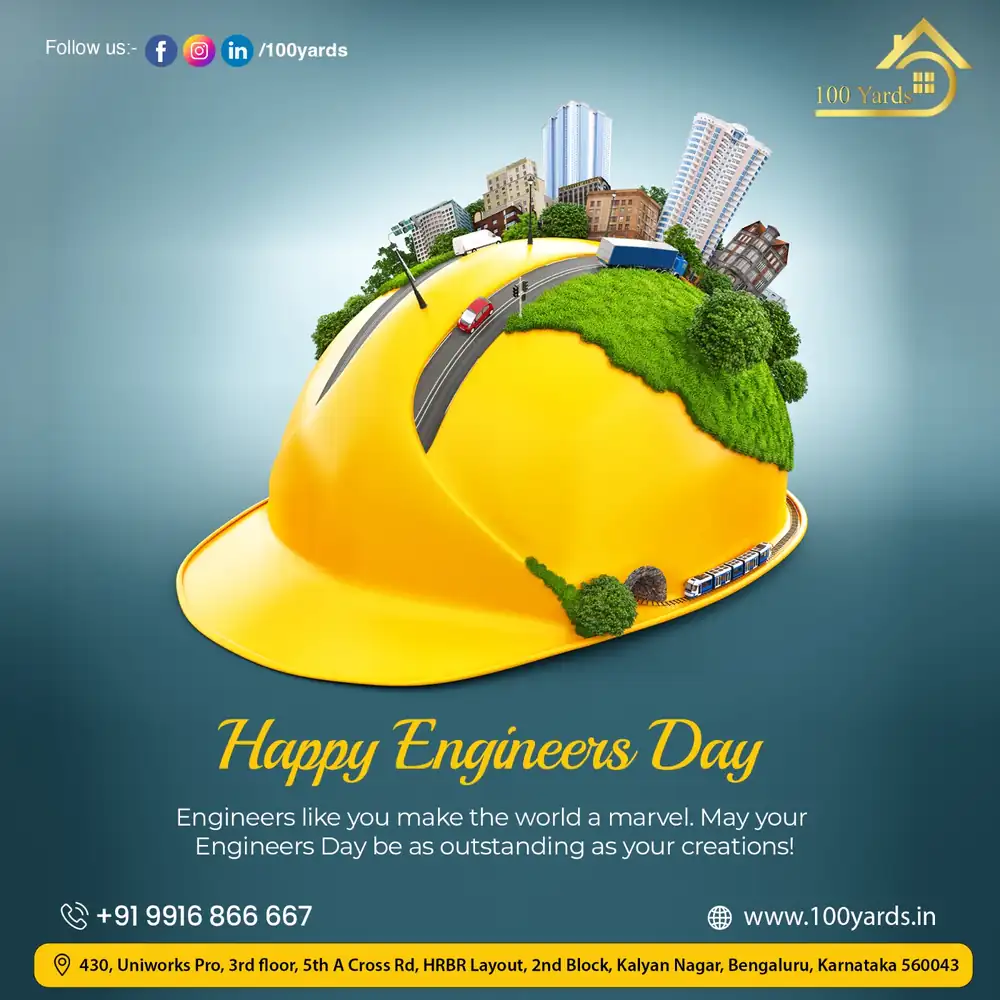 Follow us:- /100yards
100 Yards
Happy Engineers Day
Engineers like you make the world a marvel. May your
Engineers Day be as outstanding as your creations!
+91 9916 866 667
www.100yards.in
430, Uniworks Pro, 3rd floor, 5th A Cross Rd, HRBR Layout, 2nd Block, Kalyan Nagar, Bengaluru, Karnataka 560043